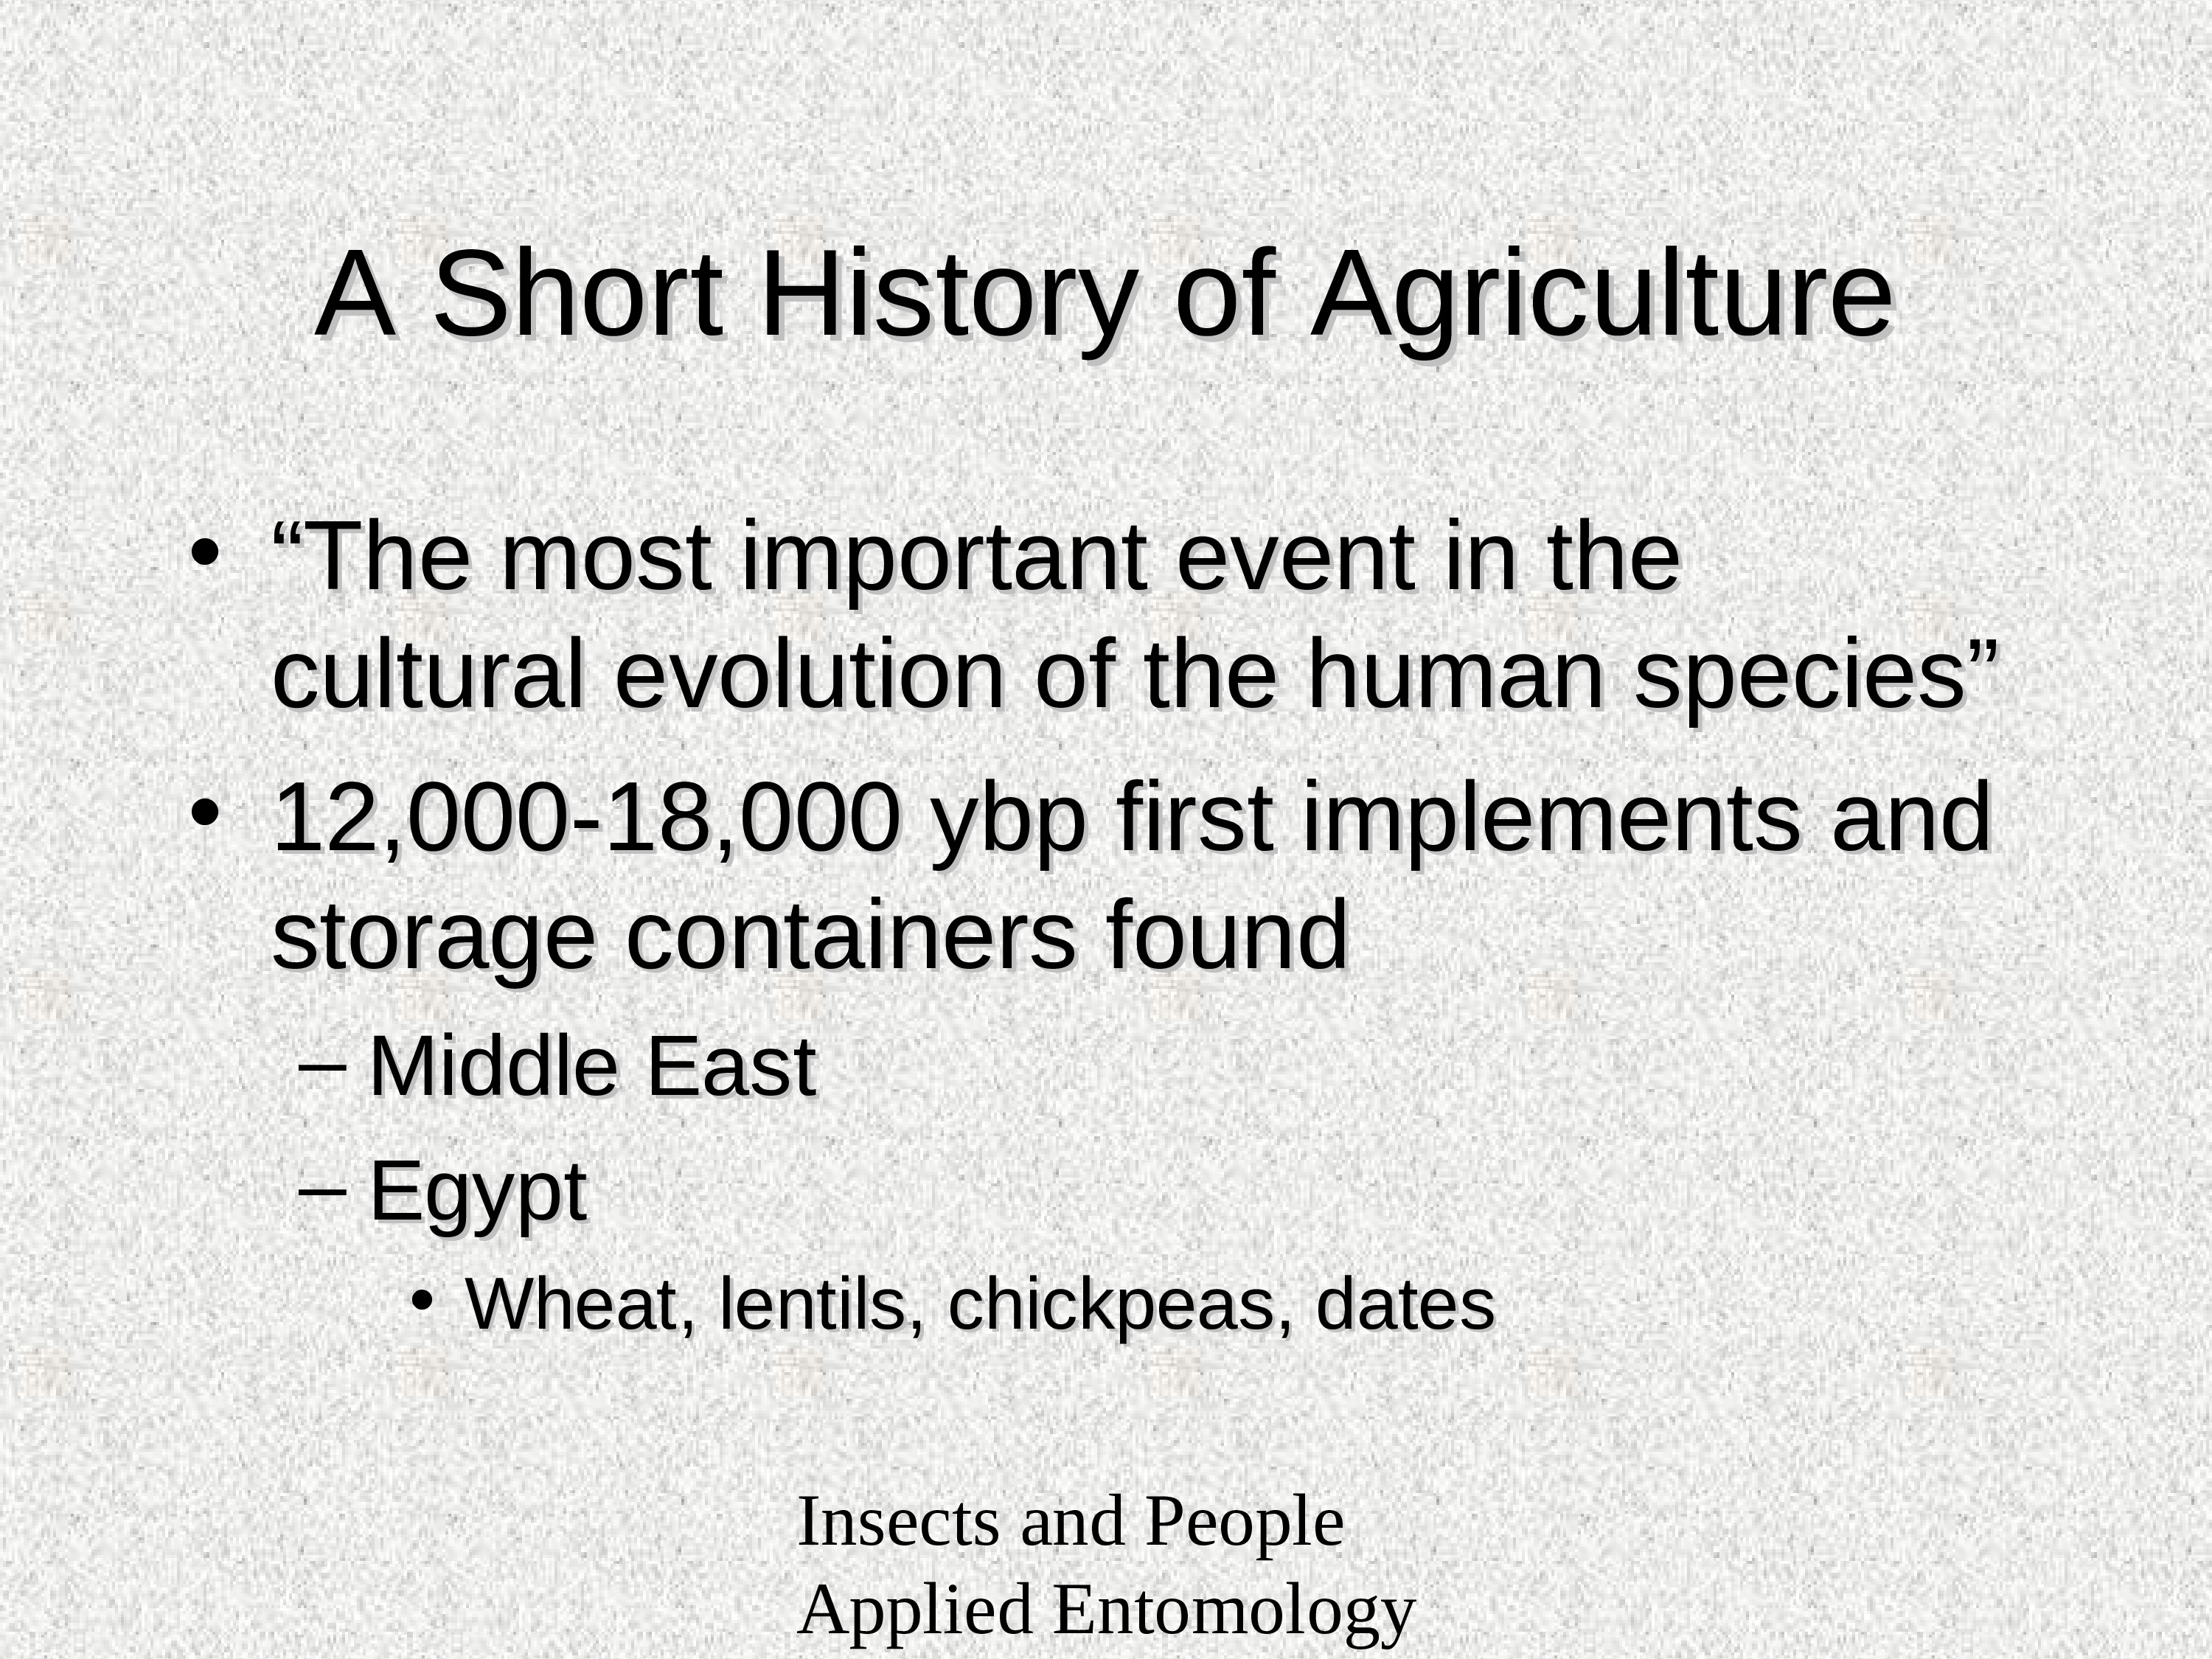 A Short History of Agriculture
• “The most important event in the
cultural evolution of the human species”
• 12,000-18,000 ybp first implements and
storage containers found
– Middle East
– Egypt
• Wheat, lentils, chickpeas, dates
Insects and People
Applied Entomology